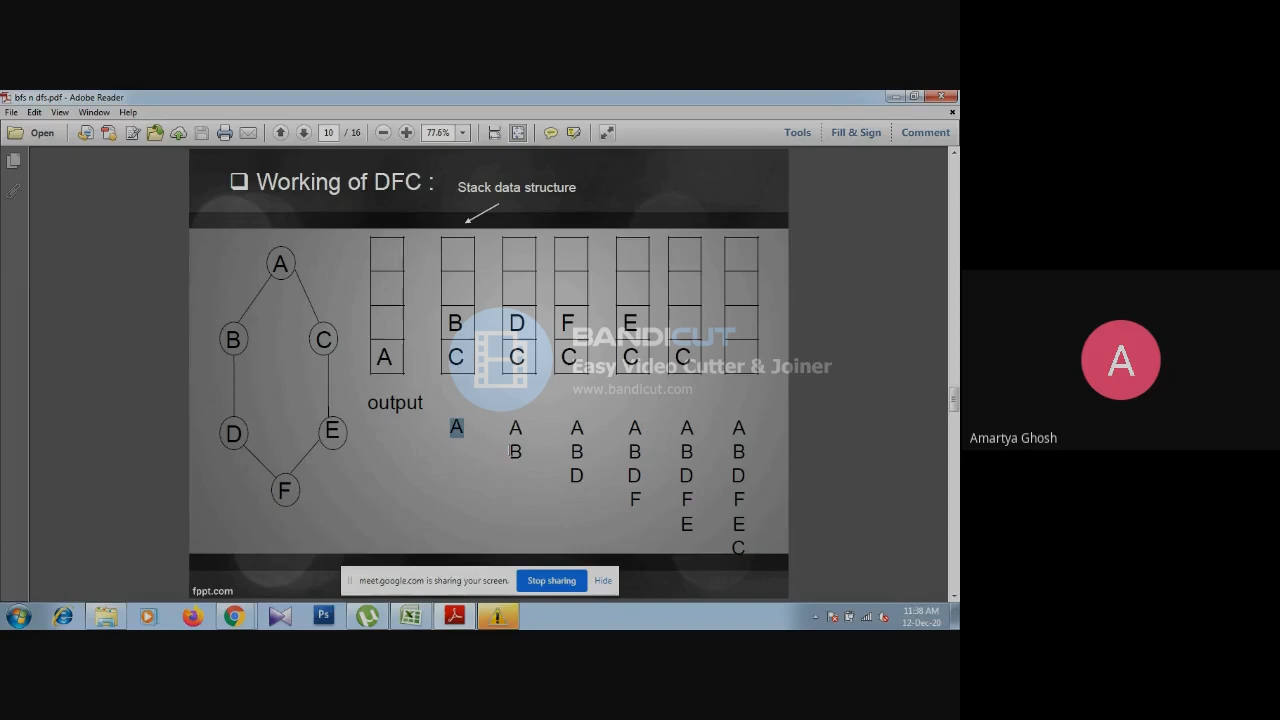 bfs n dfs.pdf - Adobe Reader
File Edit View Window Help
Open 10 / 16 77.6% Tools Fill & Sign Comment
❑ Working of DFC :
Stack data structure
A
B C
D E
F
B D F E
A C C C C C
BANDICUT
Easy Video Cutter & Joiner
www.bandicut.com
output
A A A A A A
B B B B B
D D D D
F F F
E E
C
fppt.com
meet.google.com is sharing your screen. Stop sharing Hide
Ps
11:38 AM
12-Dec-20
A
Amartya Ghosh